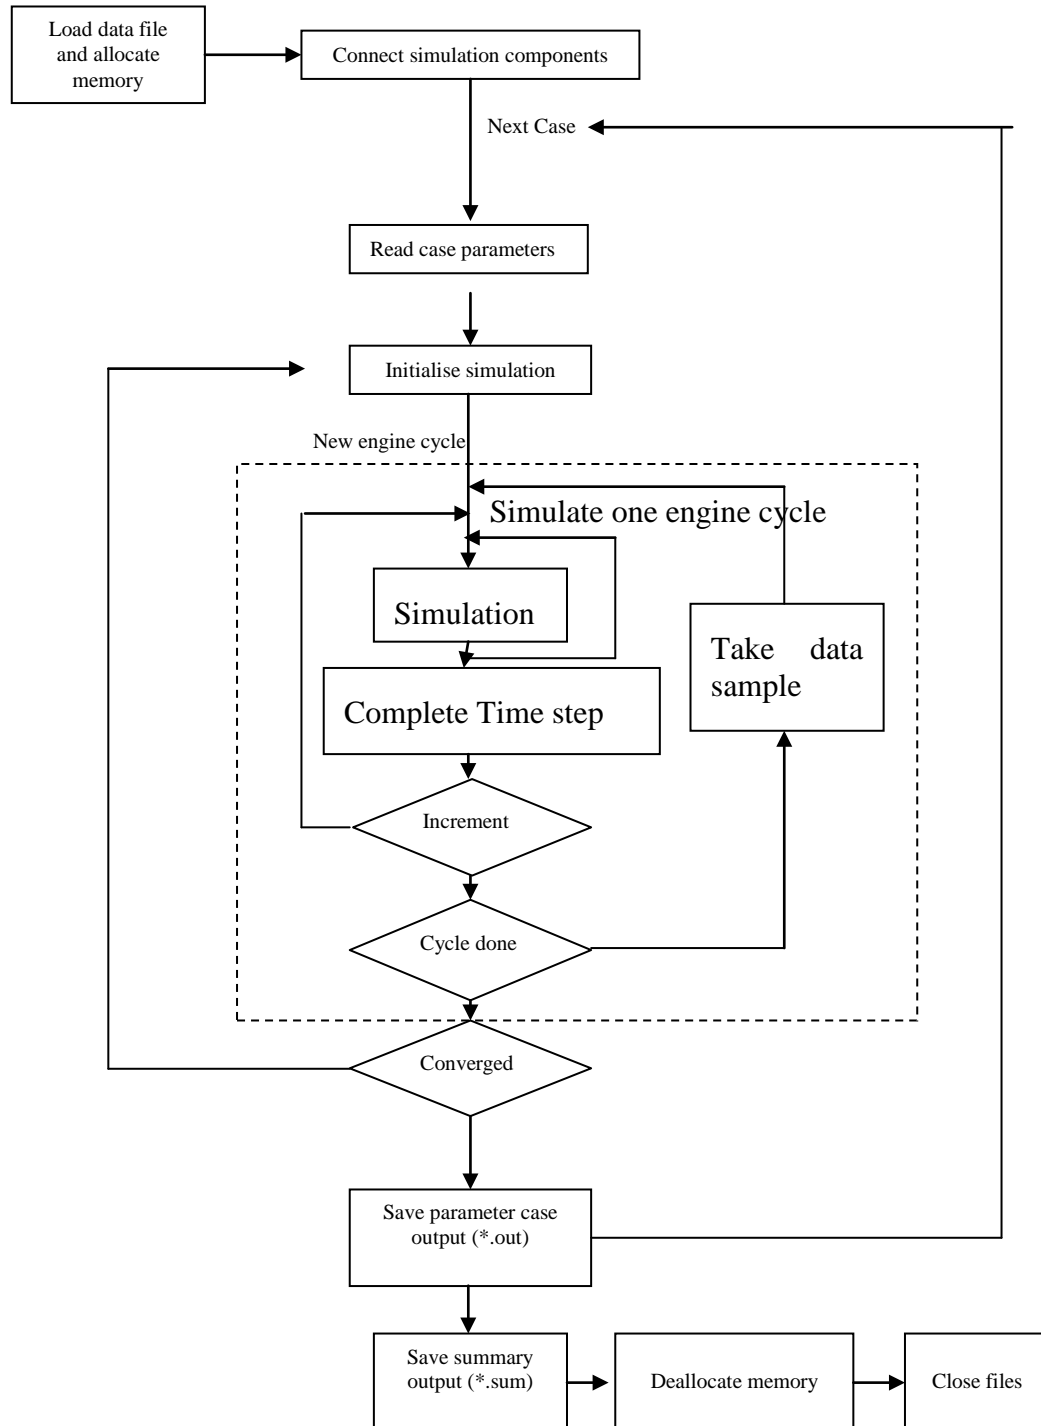 Load data file
and allocate
memory
Connect simulation components
Next Case
Read case parameters
Initialise simulation
New engine cycle
Simulate one engine cycle
Simulation
Take data
sample
Complete Time step
Increment
Cycle done
Converged
Save parameter case
output (*.out)
Save summary
output (*.sum)
Deallocate memory
Close files